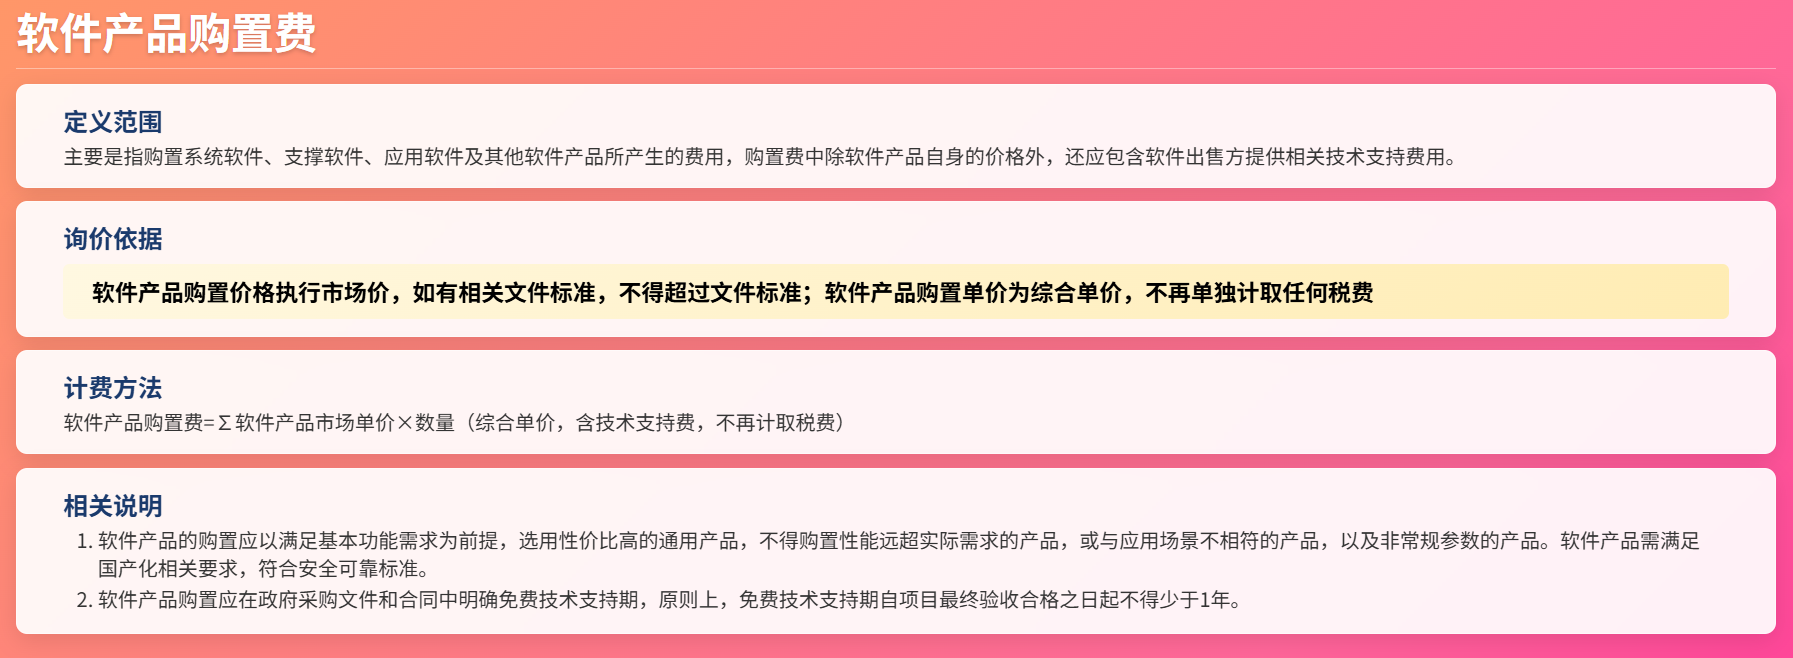 软件产品购置费
定义范围
主要是指购置系统软件、支撑软件、应用软件及其他软件产品所产生的费用，购置费中除软件产品自身的价格外，还应包含软件出售方提供相关技术支持费用。
询价依据
软件产品购置价格执行市场价，如有相关文件标准，不得超过文件标准；软件产品购置单价为综合单价，不再单独计取任何税费
计费方法
软件产品购置费=Σ软件产品市场单价×数量（综合单价，含技术支持费，不再计取税费）
相关说明
1. 软件产品的购置应以满足基本功能需求为前提，选用性价比高的通用产品，不得购置性能远超实际需求的产品，或与应用场景不相符的产品，以及非常规参数的产品。软件产品需满足
国产化相关要求，符合安全可靠标准。
2. 软件产品购置应在政府采购文件和合同中明确免费技术支持期，原则上，免费技术支持期自项目最终验收合格之日起不得少于1年。